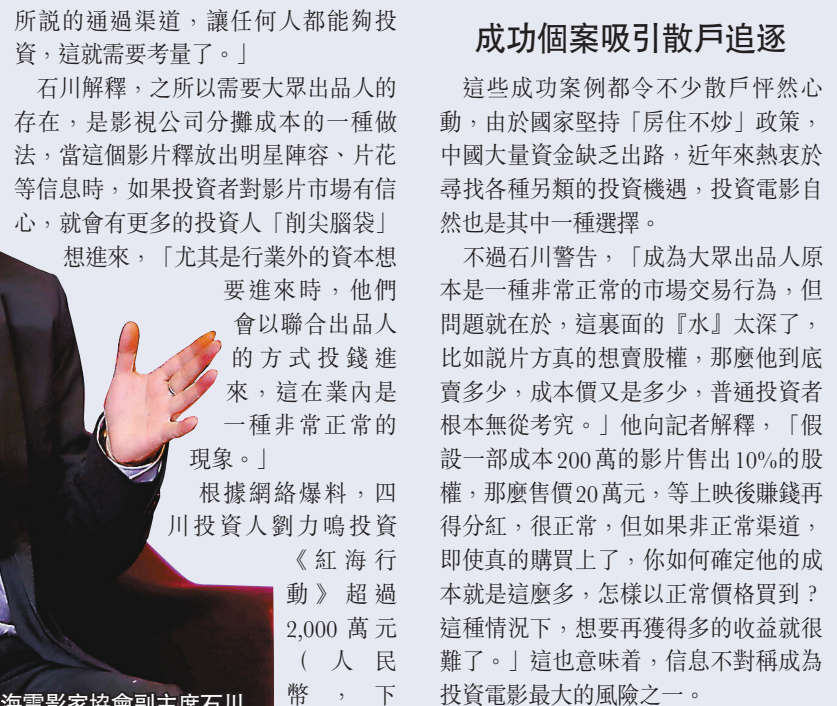 所說的通過渠道，讓任何人都能夠投
資，這就需要考量了。」
石川解釋，之所以需要大眾出品人的
存在，是影視公司分攤成本的一種做
法，當這個影片釋放出明星陣容、片花
等信息時，如果投資者對影片市場有信
心，就會有更多的投資人「削尖腦袋」
想進來，「尤其是行業外的資本想
要進來時，他們
會以聯合出品人
的方式投錢進
來，這在業內是
一種非常正常的
現象。」
根據網絡爆料，四
川投資人劉力鳴投資
《紅海行
動》超過
2,000 萬元
（人民
幣，下
海電影家協會副主席石川
成功個案吸引散戶追逐
這些成功案例都令不少散戶怦然心
動，由於國家堅持「房住不炒」政策，
中國大量資金缺乏出路，近年來熱衷於
尋找各種另類的投資機遇，投資電影自
然也是其中一種選擇。
不過石川警告，「成為大眾出品人原
本是一種非常正常的市場交易行為，但
問題就在於，這裏面的『水』太深了，
比如說片方真的想賣股權，那麼他到底
賣多少，成本價又是多少，普通投資者
根本無從考究。」他向記者解釋，「假
設一部成本200萬的影片售出10%的股
權，那麼售價20萬元，等上映後賺錢再
得分紅，很正常，但如果非正常渠道，
即使真的購買上了，你如何確定他的成
本就是這麼多，怎樣以正常價格買到？
這種情況下，想要再獲得多的收益就很
難了。」這也意味着，信息不對稱成為
投資電影最大的風險之一。